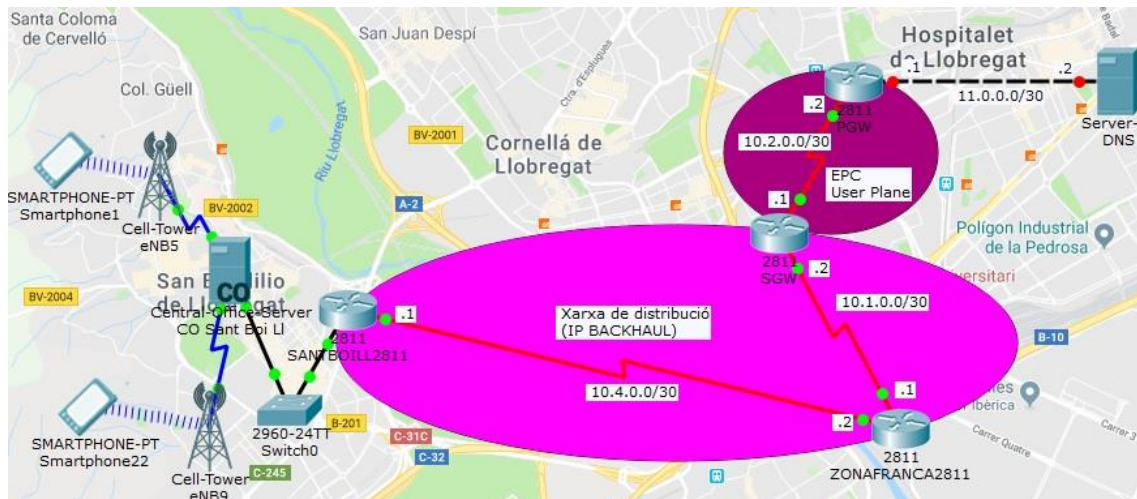 Santa Coloma
de Cervelló
San Juan Despí
Ctra. d'Esplugues
Hospitalet
de Llobregat
.1
.2
11.0.0.0/30
Server-
DNS
2811
PGW
.2
10.2.0.0/30
EPC
User Plane
.1
Col. Güell
Riu Llobregat
BV-2001
Cornellá de
Llobregat
SMARTPHONE-PT
Smartphone1
Cell-Tower
eNB5
BV-2002
A-2
2811
SGW
.2
Polígon Industrial
de la Pedrosa
BV-2004
CO
Central-Office-Server
CO Sant Boi Ll
2811
SANTBOILL2811
.1
Xarxa de distribució
(IP BACKHAUL)
10.1.0.0/30
B-10
10.4.0.0/30
.1
.2
2811
ZONAFRANCA2811
Carrer Quatre
SMARTPHONE-PT
Smartphone22
Cell-Tower
eNB9
2960-24TT
Switch0
B-201
C-245
C-31C
C-32